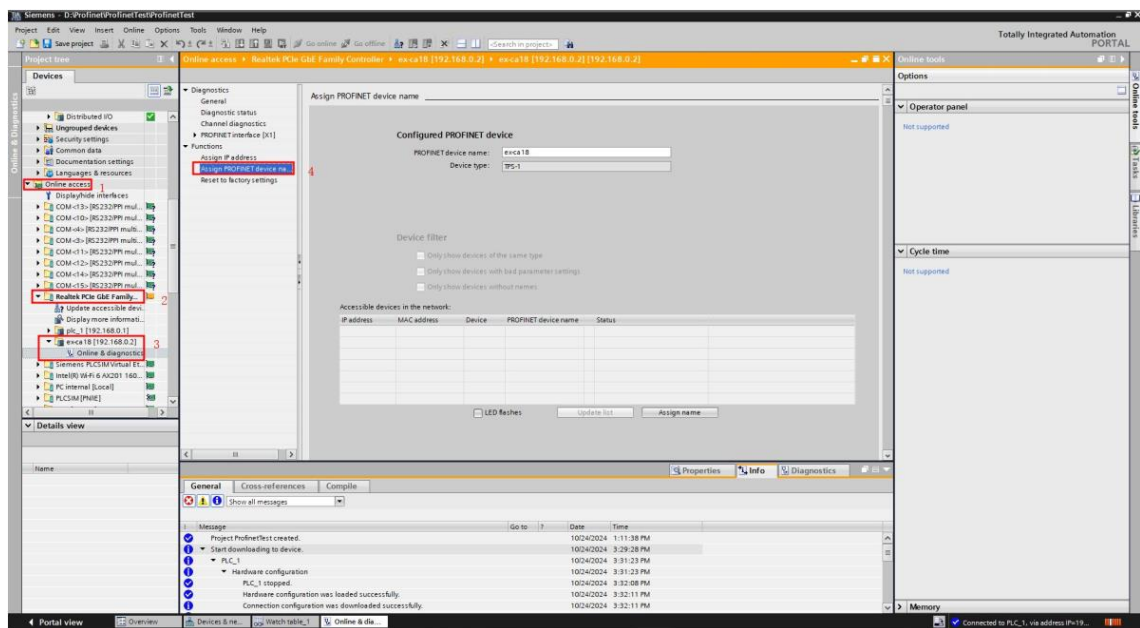 Siemens - D:\Profinet\ProfinetTest\ProfinetTest
Project Edit View Insert Online Options Tools Window Help
Totally Integrated Automation
PORTAL
Save project
Go online
Go offline
<Search in project>
Project tree
Online access ▸ Realtek PCIe GbE Family Controller ▸ ex-ca18 [192.168.0.2] ▸ ex-ca18 [192.168.0.2] [192.168.0.2]
Online tools
Devices
Options
Distributed I/O
Ungrouped devices
Security settings
Common data
Documentation settings
Languages & resources
Online access
1
Display/hide interfaces
COM <13> [RS232/PPI mul...
COM <10> [RS232/PPI mul...
COM <4> [RS232/PPI multi...
COM <3> [RS232/PPI multi...
COM <11> [RS232/PPI mul...
COM <12> [RS232/PPI mul...
COM <14> [RS232/PPI mul...
COM <15> [RS232/PPI mul...
Realtek PCIe GbE Family...
2
Update accessible devi...
Display more informati...
plc_1 [192.168.0.1]
ex-ca18 [192.168.0.2]
3
Online & diagnostics
Siemens PLCSIM Virtual Et...
Intel(R) Wi-Fi 6 AX201 160...
PC internal [Local]
PLCSIM [PN/IE]
Details view
Name
Diagnostics
General
Diagnostic status
Channel diagnostics
PROFINET interface [X1]
Functions
Assign IP address
Assign PROFINET device na...
4
Reset to factory settings
Assign PROFINET device name
Configured PROFINET device
PROFINET device name: ex-ca18
Device type: TPS-1
Device filter
Only show devices of the same type
Only show devices with bad parameter settings
Only show devices without names
Accessible devices in the network:
IP address MAC address Device PROFINET device name Status
LED flashes
Update list
Assign name
Operator panel
Not supported
Cycle time
Not supported
Memory
Online & Diagnostics
Online tools
Tasks
Libraries
Properties
Info
Diagnostics
General
Cross-references
Compile
Show all messages
! Message Go to ? Date Time
Project ProfinetTest created. 10/24/2024 1:11:38 PM
Start downloading to device. 10/24/2024 3:29:28 PM
PLC_1 10/24/2024 3:31:23 PM
Hardware configuration 10/24/2024 3:31:23 PM
PLC_1 stopped. 10/24/2024 3:32:08 PM
Hardware configuration was loaded successfully. 10/24/2024 3:32:11 PM
Connection configuration was downloaded successfully. 10/24/2024 3:32:11 PM
Portal view
Overview
Devices & ne...
Watch table_1
Online & dia...
Connected to PLC_1, via address IP=19...